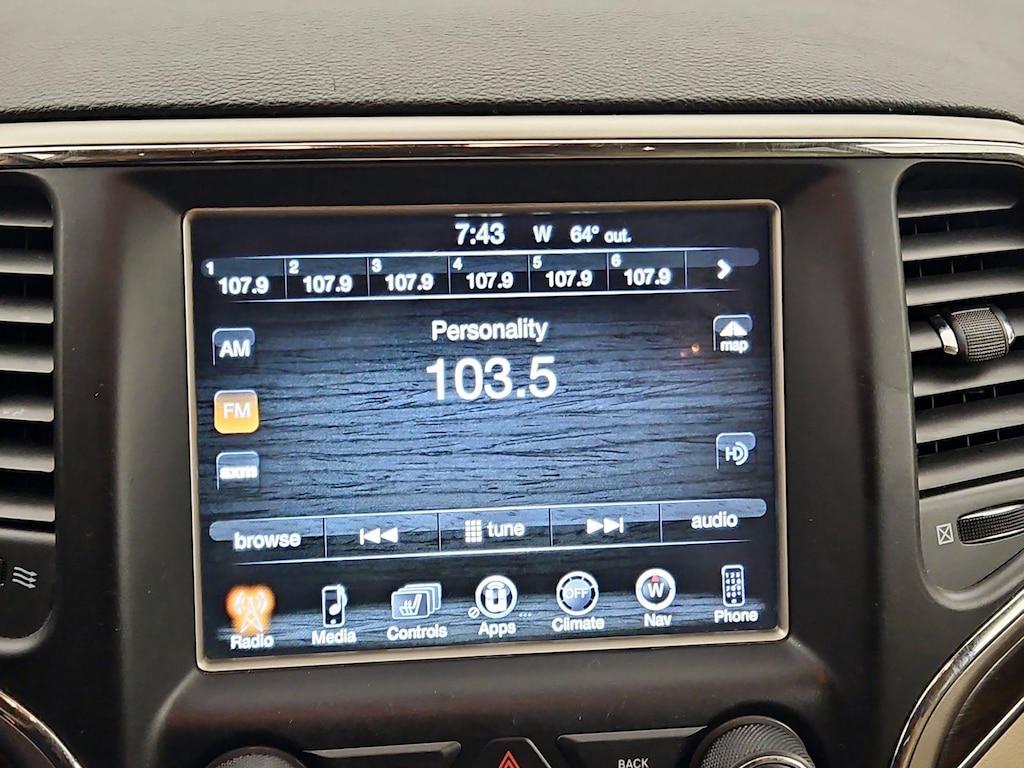 7:43 W 64° out.
1 2 3 4 5 6
107.9 107.9 107.9 107.9 107.9 107.9
Personality
103.5
AM
map
FM
sxm
HD
browse tune audio
OFF W
Radio Media Controls Apps Climate Nav Phone
BACK